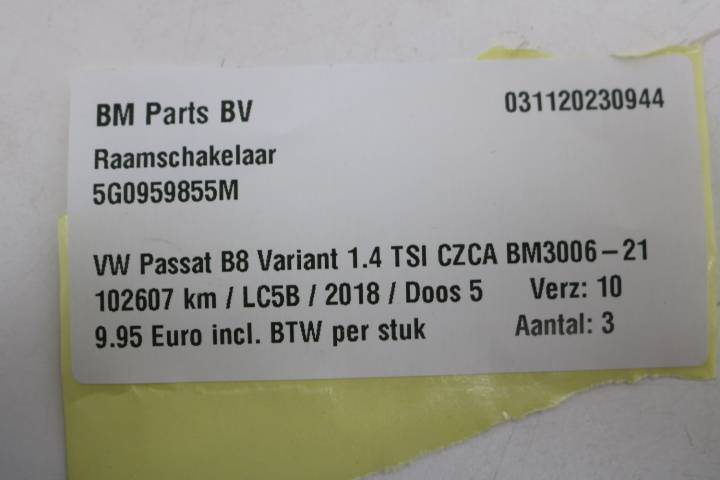 BM Parts BV 031120230944
Raamschakelaar
5G0959855M
VW Passat B8 Variant 1.4 TSI CZCA BM3006-21
102607 km / LC5B / 2018 / Doos 5 Verz: 10
9.95 Euro incl. BTW per stuk Aantal: 3